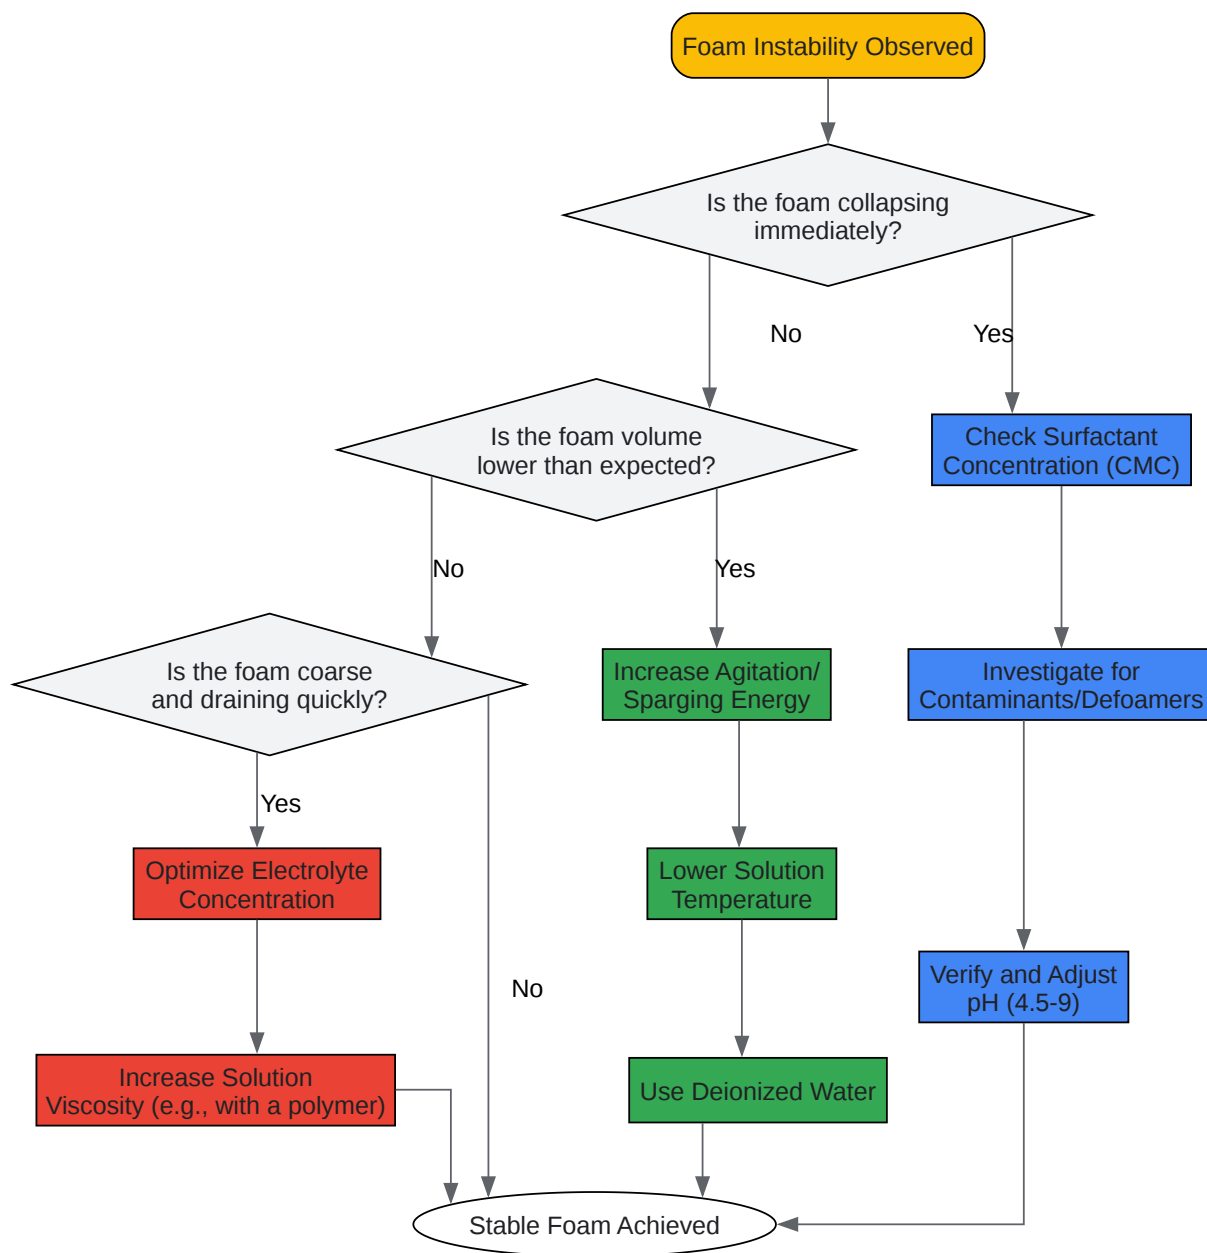 Foam Instability Observed
Is the foam collapsing
immediately?
No
Yes
Is the foam volume
lower than expected?
Check Surfactant
Concentration (CMC)
No
Yes
Is the foam coarse
and draining quickly?
Increase Agitation/
Sparging Energy
Investigate for
Contaminants/Defoamers
Yes
Optimize Electrolyte
Concentration
Lower Solution
Temperature
No
Verify and Adjust
pH (4.5-9)
Increase Solution
Viscosity (e.g., with a polymer)
Use Deionized Water
Stable Foam Achieved